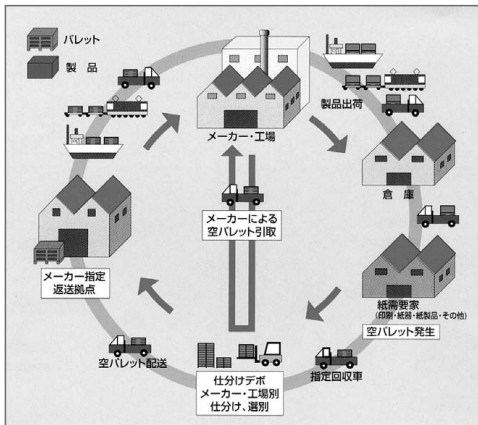 パレット
製品
メーカー・工場
製品出荷
倉庫
メーカーによる
空パレット引取
メーカー指定
返送拠点
紙需要家
(印刷・紙器・紙製品・その他)
空パレット発生
空パレット配送
仕分けデポ
メーカー・工場別
仕分け、選別
指定回収車